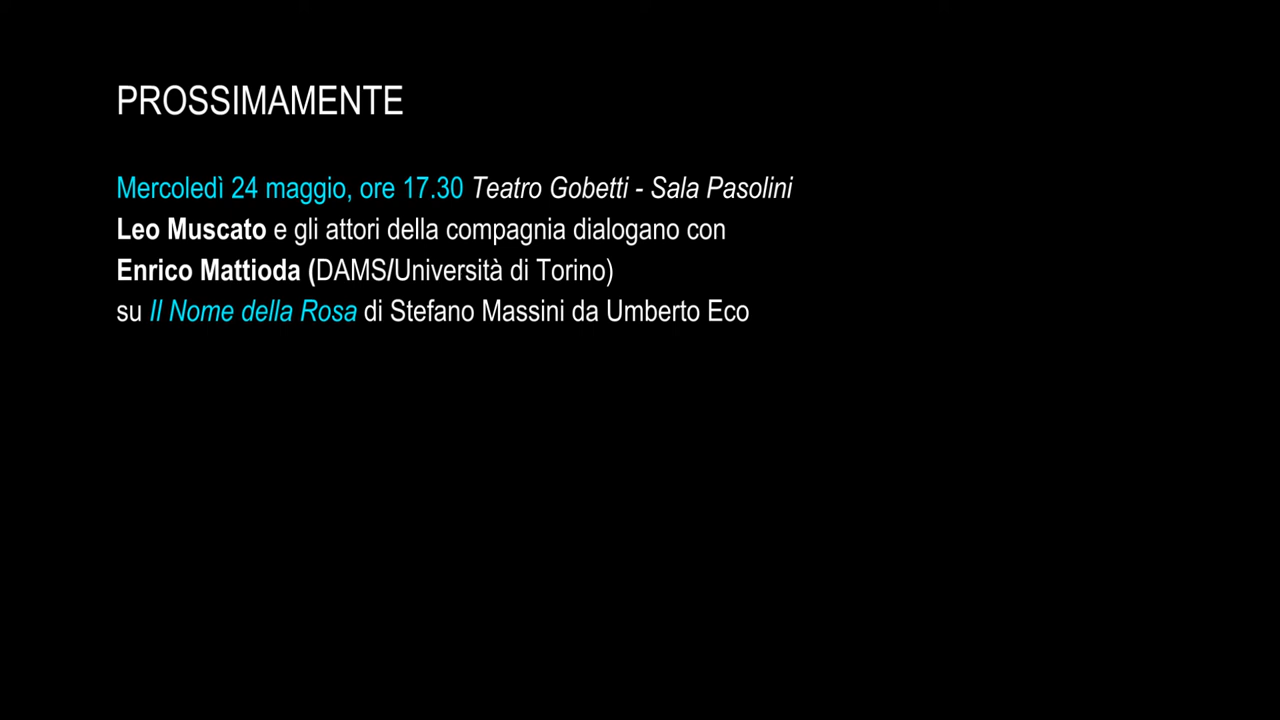 PROSSIMAMENTE
Mercoledì 24 maggio, ore 17.30 Teatro Gobetti - Sala Pasolini
Leo Muscato e gli attori della compagnia dialogano con
Enrico Mattioda (DAMS/Università di Torino)
su Il Nome della Rosa di Stefano Massini da Umberto Eco